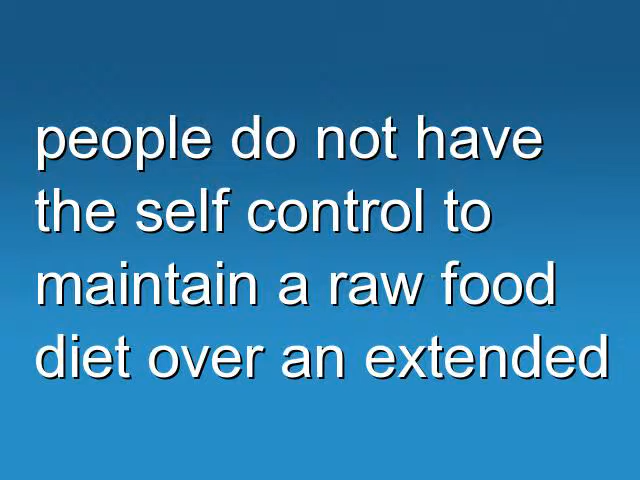 people do not have
the self control to
maintain a raw food
diet over an extended